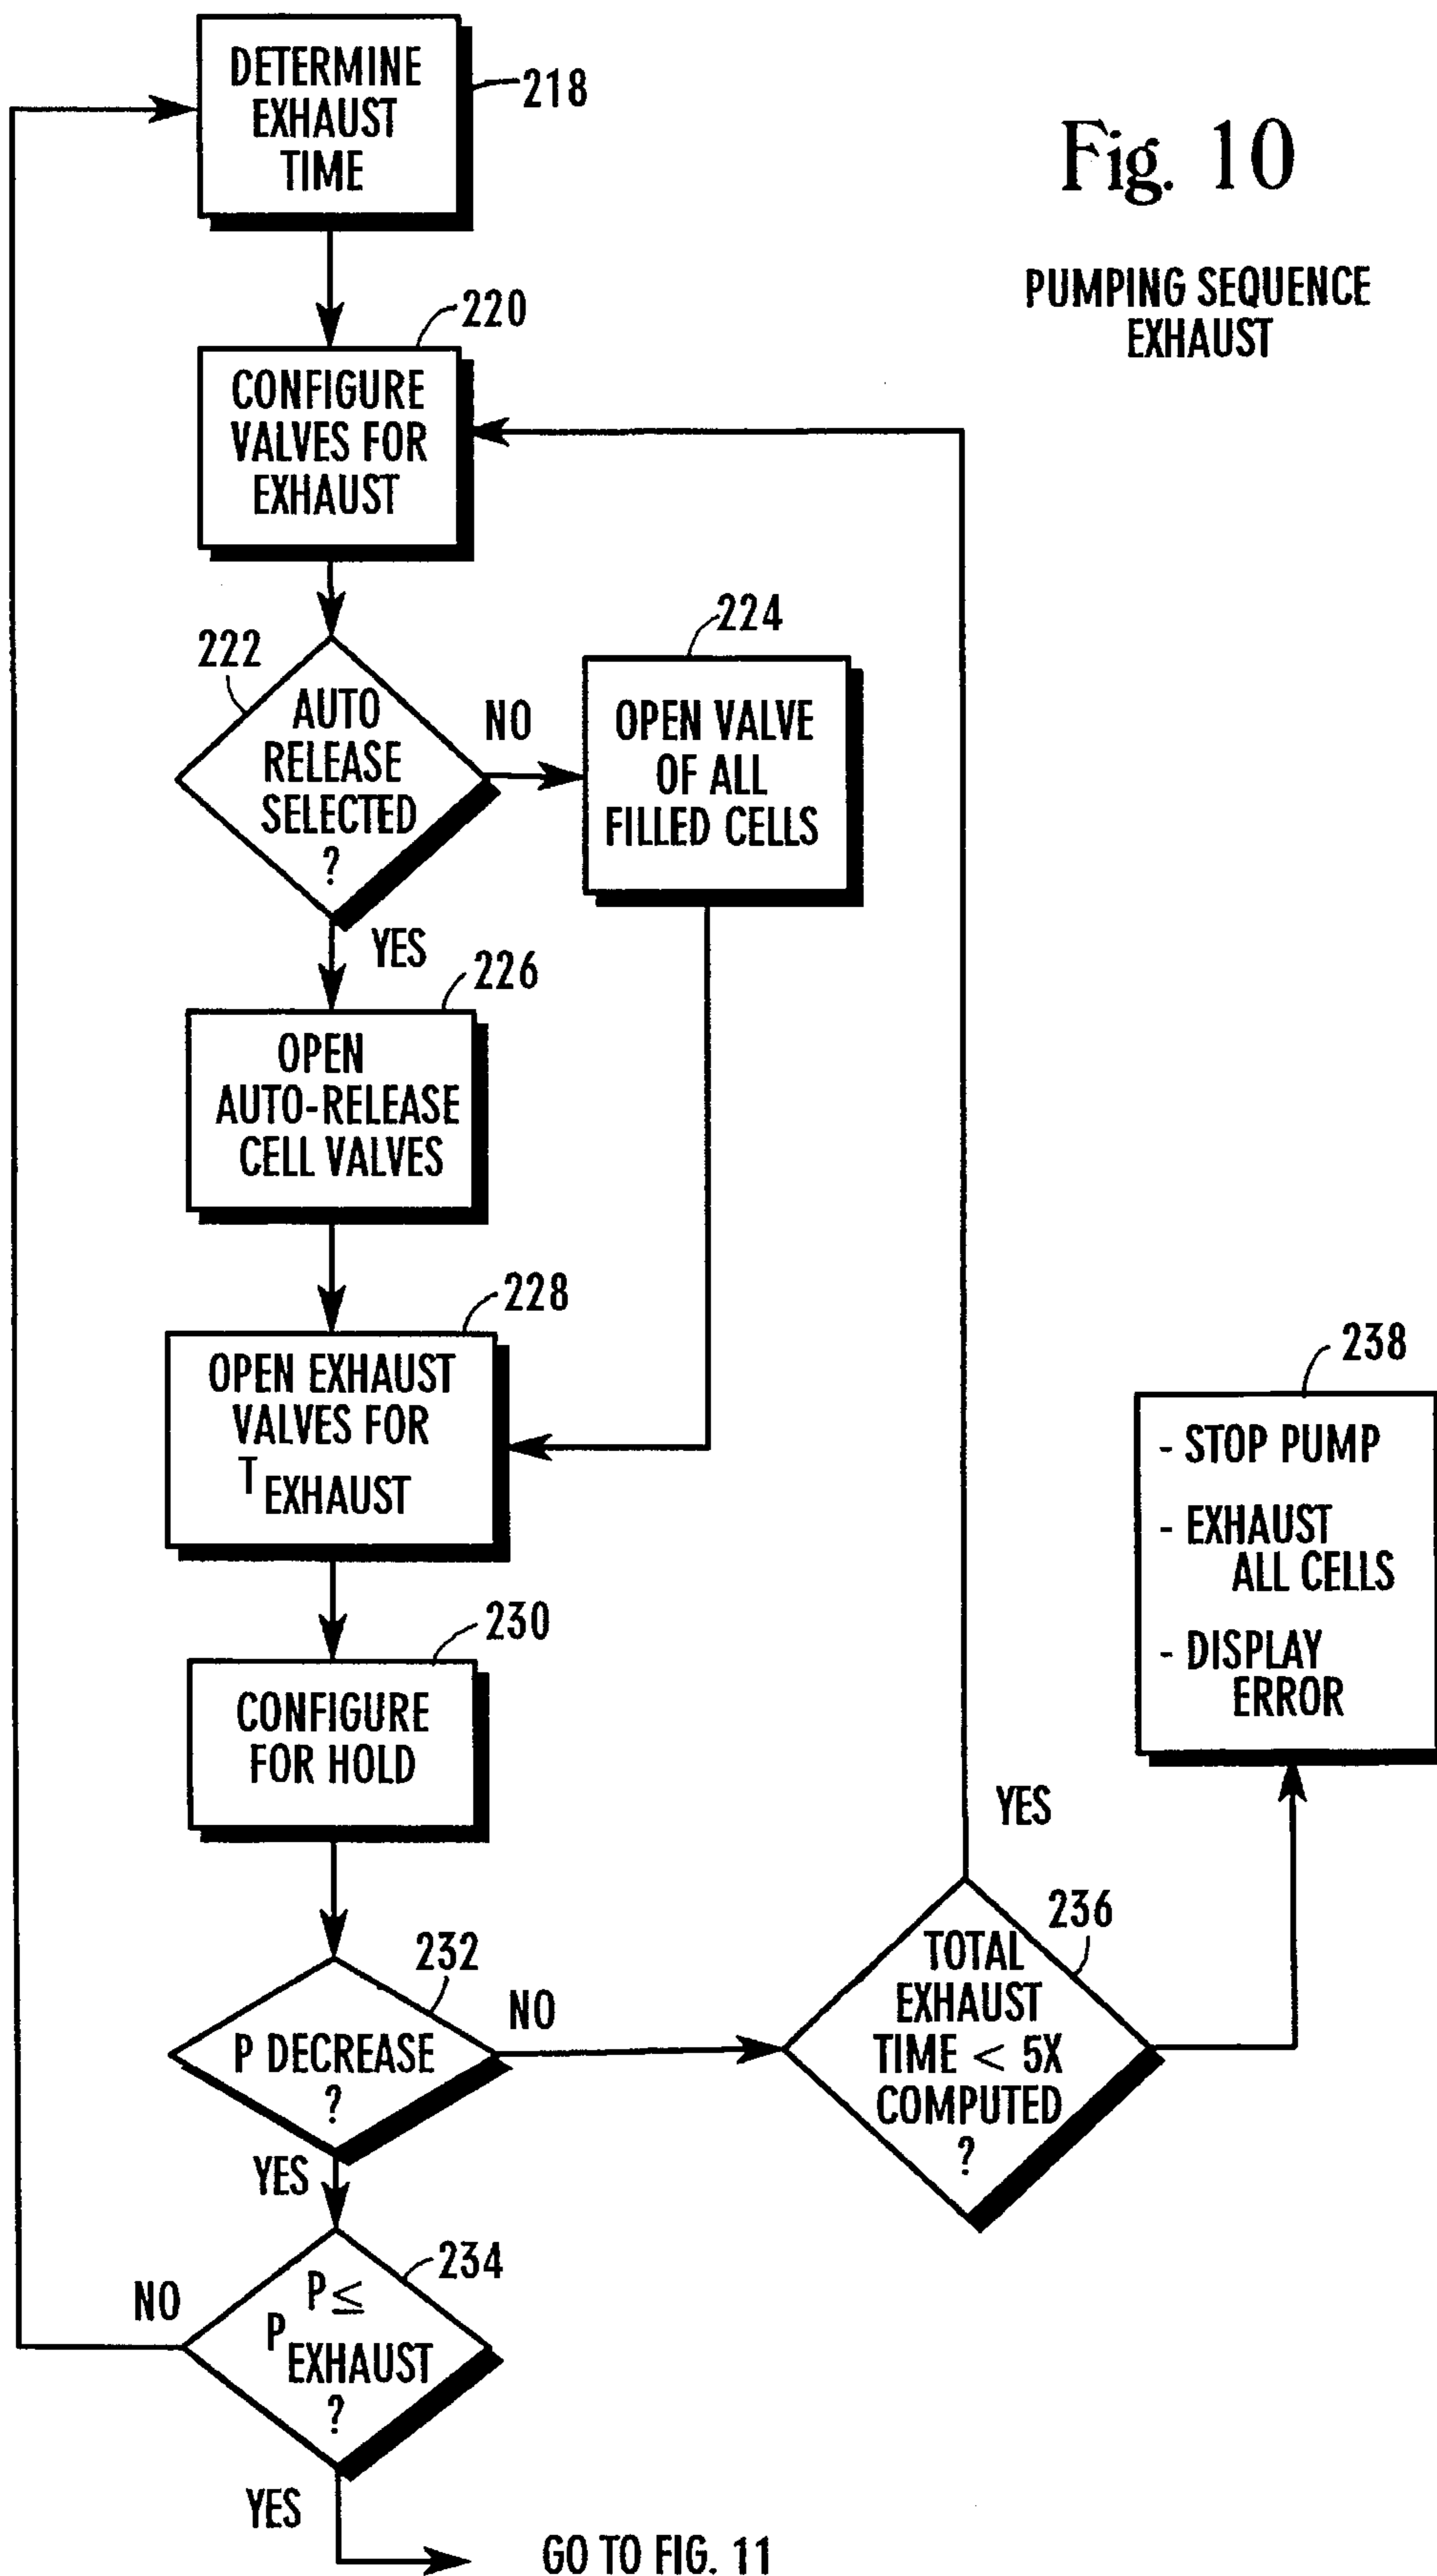 DETERMINE
EXHAUST
TIME
218
Fig. 10
PUMPING SEQUENCE
EXHAUST
220
CONFIGURE
VALVES FOR
EXHAUST
222
AUTO
RELEASE
SELECTED
?
NO
224
OPEN VALVE
OF ALL
FILLED CELLS
YES
226
OPEN
AUTO-RELEASE
CELL VALVES
228
OPEN EXHAUST
VALVES FOR
T EXHAUST
230
CONFIGURE
FOR HOLD
232
P DECREASE
?
NO
236
TOTAL
EXHAUST
TIME < 5X
COMPUTED
?
YES
238
- STOP PUMP
- EXHAUST
ALL CELLS
- DISPLAY
ERROR
YES
234
P ≤
P EXHAUST
?
NO
YES
GO TO FIG. 11